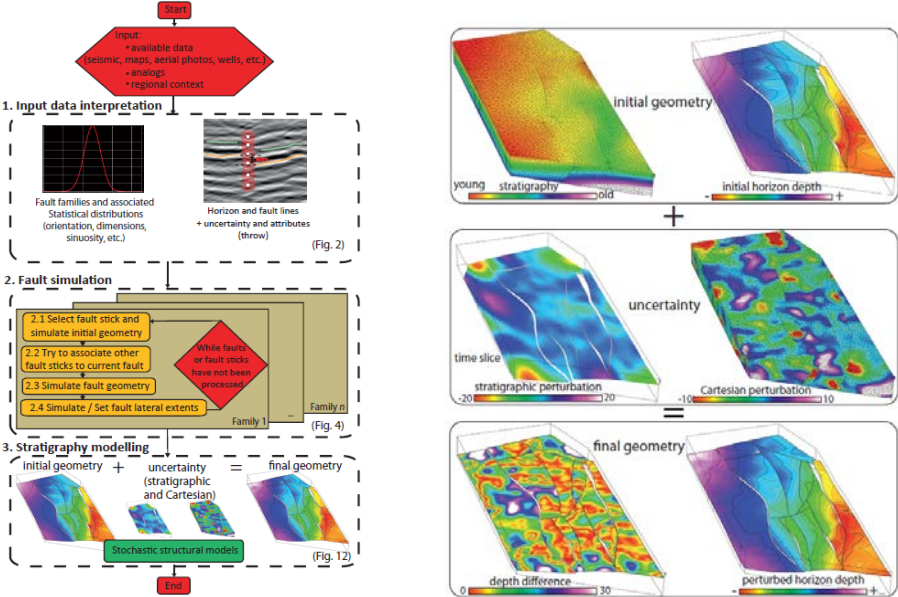 Start
Input:
• available data
(seismic, maps, aerial photos, wells, etc.)
• analogs
• regional context
1. Input data interpretation
Fault families and associated
Statistical distributions
(orientation, dimensions,
sinuosity, etc.)
Horizon and fault lines
+ uncertainty and attributes
(throw)
(Fig. 2)
2. Fault simulation
2.1 Select fault stick and
simulate initial geometry
2.2 Try to associate other
fault sticks to current fault
2.3 Simulate fault geometry
2.4 Simulate / Set fault lateral extents
While faults
or fault sticks
have not been
processed
Family 1
...
Family n
(Fig. 4)
3. Stratigraphy modelling
initial geometry + uncertainty = final geometry
(stratigraphic
and Cartesian)
Stochastic structural models
(Fig. 12)
End
initial geometry
young stratigraphy old
- initial horizon depth +
+
uncertainty
time slice
stratigraphic perturbation
-20 20
Cartesian perturbation
-10 10
=
final geometry
depth difference
0 30
perturbed horizon depth
- +